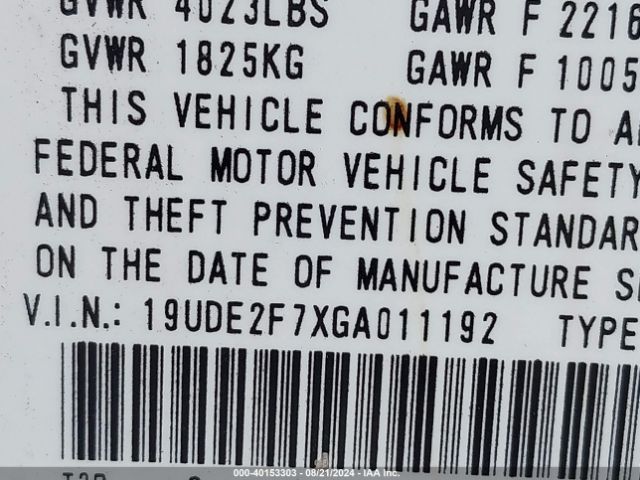 GVWR 4023LBS GAWR F 2216
GVWR 1825KG GAWR F 1005
THIS VEHICLE CONFORMS TO
FEDERAL MOTOR VEHICLE SAFETY
AND THEFT PREVENTION STANDAR
ON THE DATE OF MANUFACTURE
V.I.N.: 19UDE2F7XGA011192 TYPE
000-40153303 - 08/21/2024 - IAA Inc.